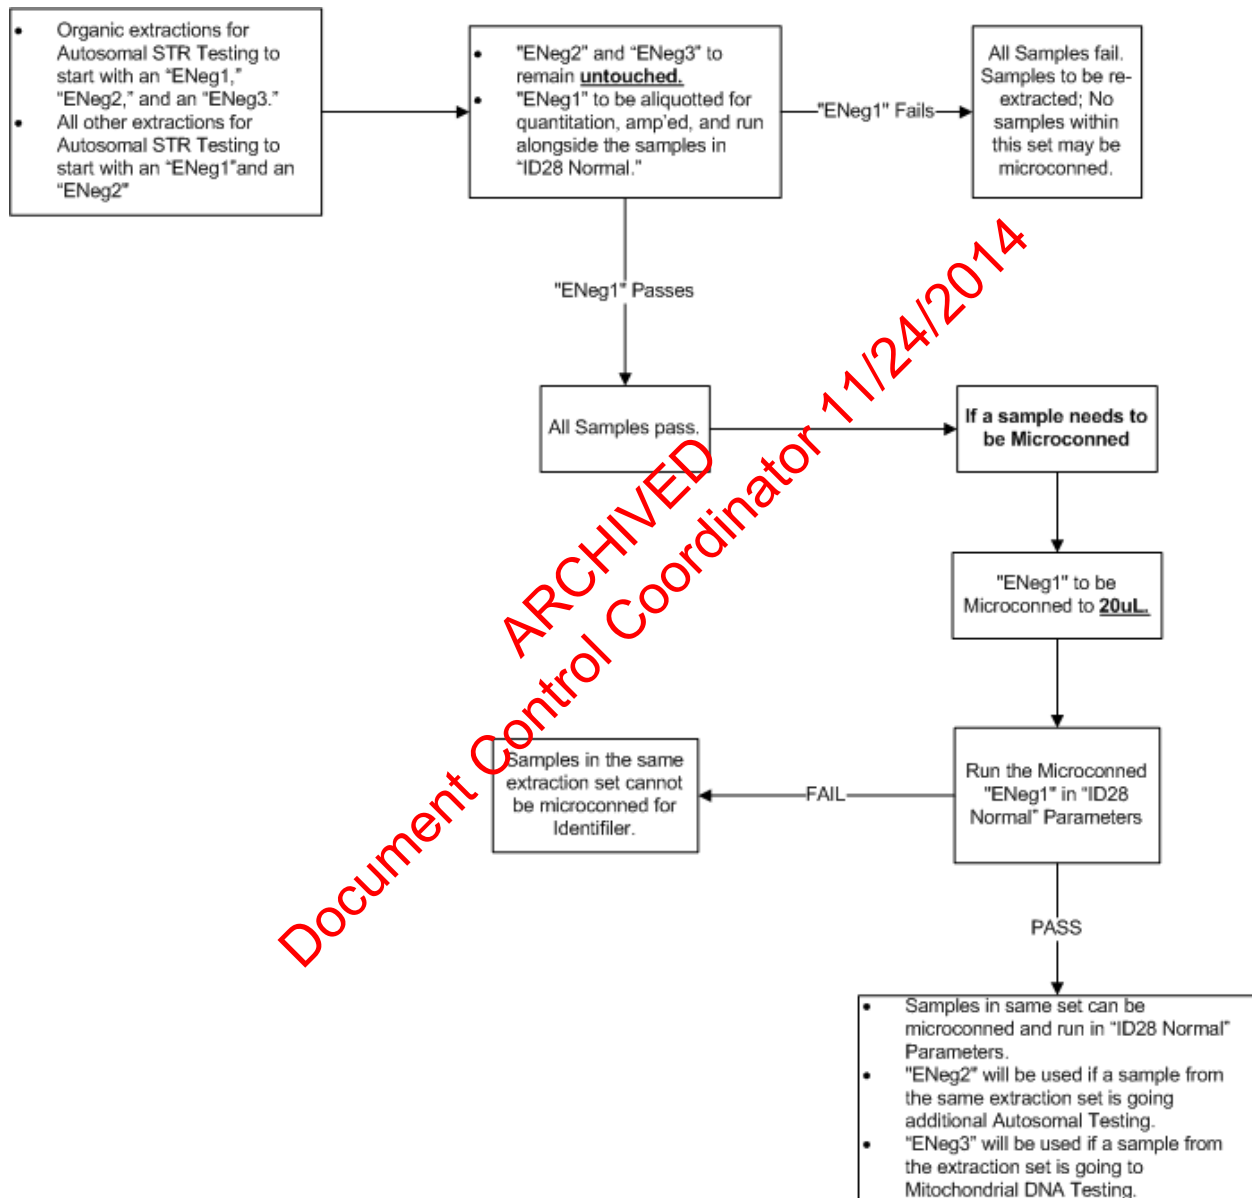 • Organic extractions for
Autosomal STR Testing to
start with an “ENeg1,”
“ENeg2,” and an “ENeg3.”
• All other extractions for
Autosomal STR Testing to
start with an “ENeg1”and an
“ENeg2”
• "ENeg2” and “ENeg3” to
remain untouched.
• "ENeg1” to be aliquotted for
quantitation, amp’ed, and run
alongside the samples in
“ID28 Normal.”
"ENeg1” Fails
All Samples fail.
Samples to be re-
extracted; No
samples within
this set may be
microconned.
"ENeg1” Passes
All Samples pass.
If a sample needs to
be Microconned
"ENeg1” to be
Microconned to 20uL.
Run the Microconned
"ENeg1” in “ID28
Normal” Parameters
FAIL
Samples in the same
extraction set cannot
be microconned for
Identifiler.
PASS
• Samples in same set can be
microconned and run in “ID28 Normal”
Parameters.
• "ENeg2” will be used if a sample from
the same extraction set is going
additional Autosomal Testing.
• “ENeg3” will be used if a sample from
the extraction set is going to
Mitochondrial DNA Testing.
ARCHIVED
Document Control Coordinator 11/24/2014